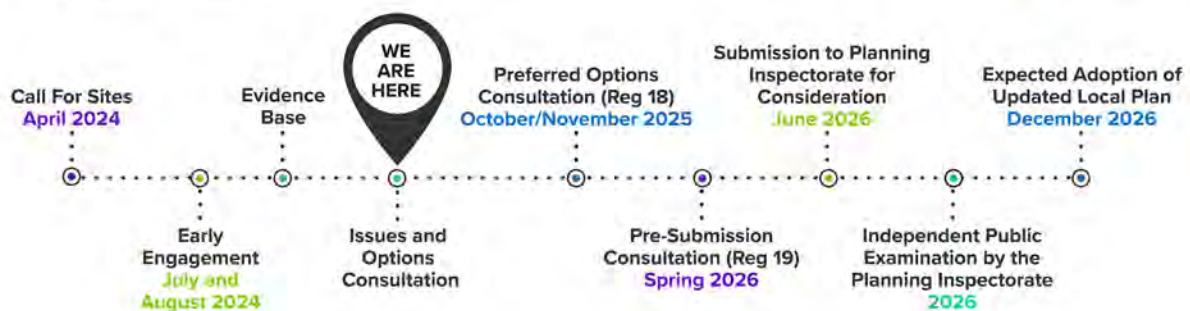 Call For Sites
April 2024
Early
Engagement
July and
August 2024
Evidence
Base
WE
ARE
HERE
Issues and
Options
Consultation
Preferred Options
Consultation (Reg 18)
October/November 2025
Pre-Submission
Consultation (Reg 19)
Spring 2026
Submission to Planning
Inspectorate for
Consideration
June 2026
Independent Public
Examination by the
Planning Inspectorate
2026
Expected Adoption of
Updated Local Plan
December 2026